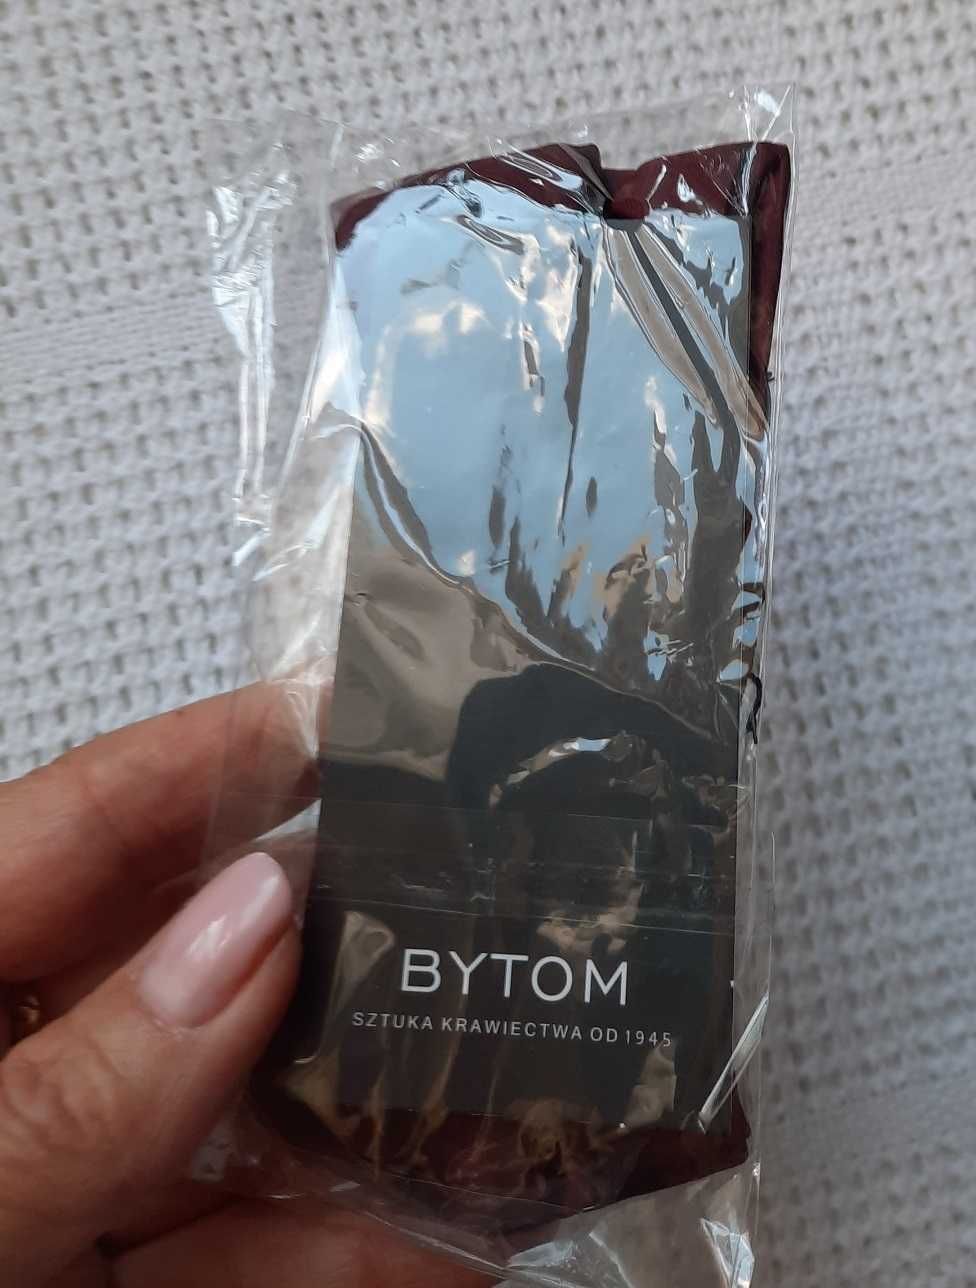 BYTOM
SZTUKA KRAWIECTWA OD 1945